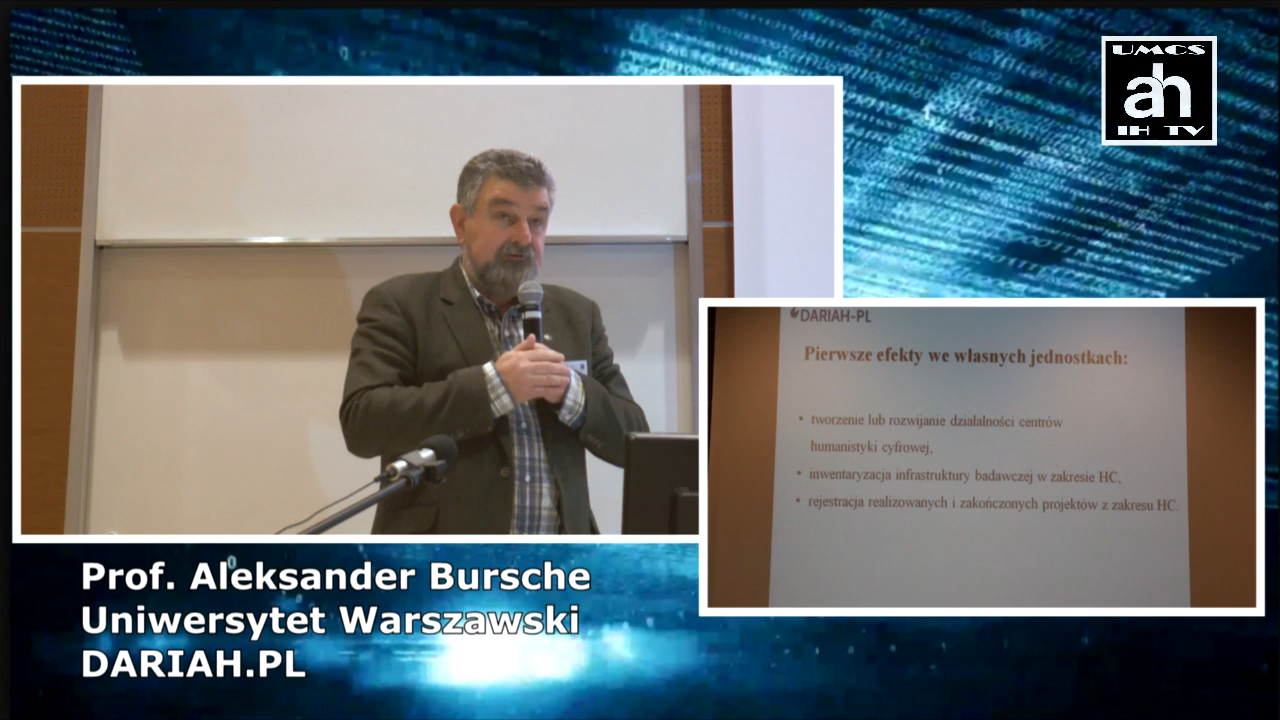 UMCS
ah
IH TV
DARIAH-PL
Pierwsze efekty we własnych jednostkach:
• tworzenie lub rozwijanie działalności centrów
humanistyki cyfrowej,
• inwentaryzacja infrastruktury badawczej w zakresie HC,
• rejestracja realizowanych i zakończonych projektów z zakresu HC.
Prof. Aleksander Bursche
Uniwersytet Warszawski
DARIAH.PL